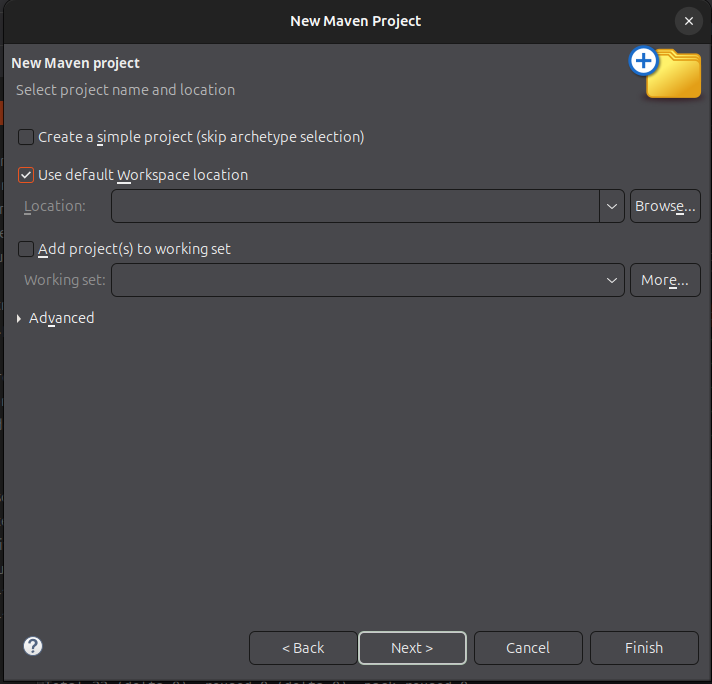 New Maven Project
New Maven project
Select project name and location
Create a simple project (skip archetype selection)
Use default Workspace location
Location:
Browse...
Add project(s) to working set
Working set:
More...
Advanced
?
< Back
Next >
Cancel
Finish